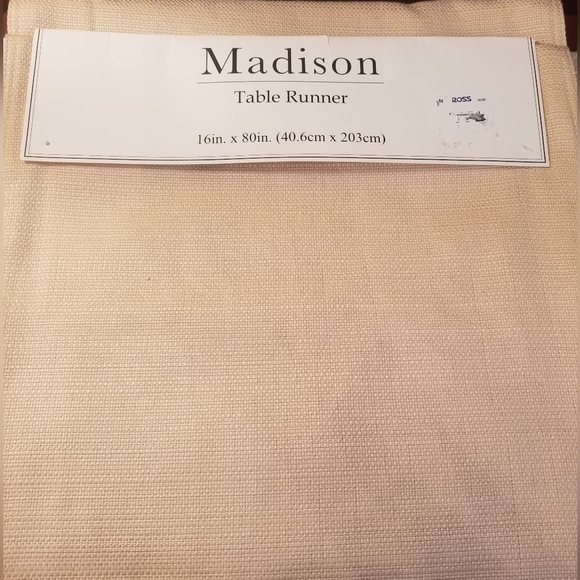 Madison
Table Runner
ROSS
16in. x 80in. (40.6cm x 203cm)